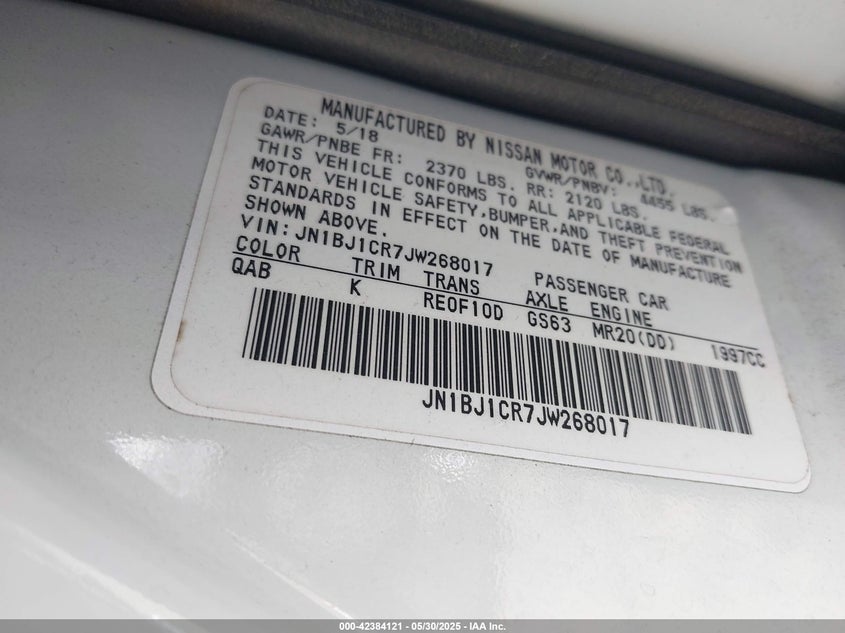 MANUFACTURED BY NISSAN MOTOR CO.,LTD.
DATE: 5/18 GVWR/PNBV: 4455 LBS.
GAWR/PNBE FR: 2370 LBS. RR: 2120 LBS.
THIS VEHICLE CONFORMS TO ALL APPLICABLE FEDERAL
MOTOR VEHICLE SAFETY,BUMPER,AND THEFT PREVENTION
STANDARDS IN EFFECT ON THE DATE OF MANUFACTURE
SHOWN ABOVE.
VIN:JN1BJ1CR7JW268017 PASSENGER CAR
COLOR TRIM TRANS AXLE ENGINE
QAB K RE0F10D GS63 MR20(DD) 1997CC
JN1BJ1CR7JW268017
000-42384121 — 05/30/2025 - IAA Inc.